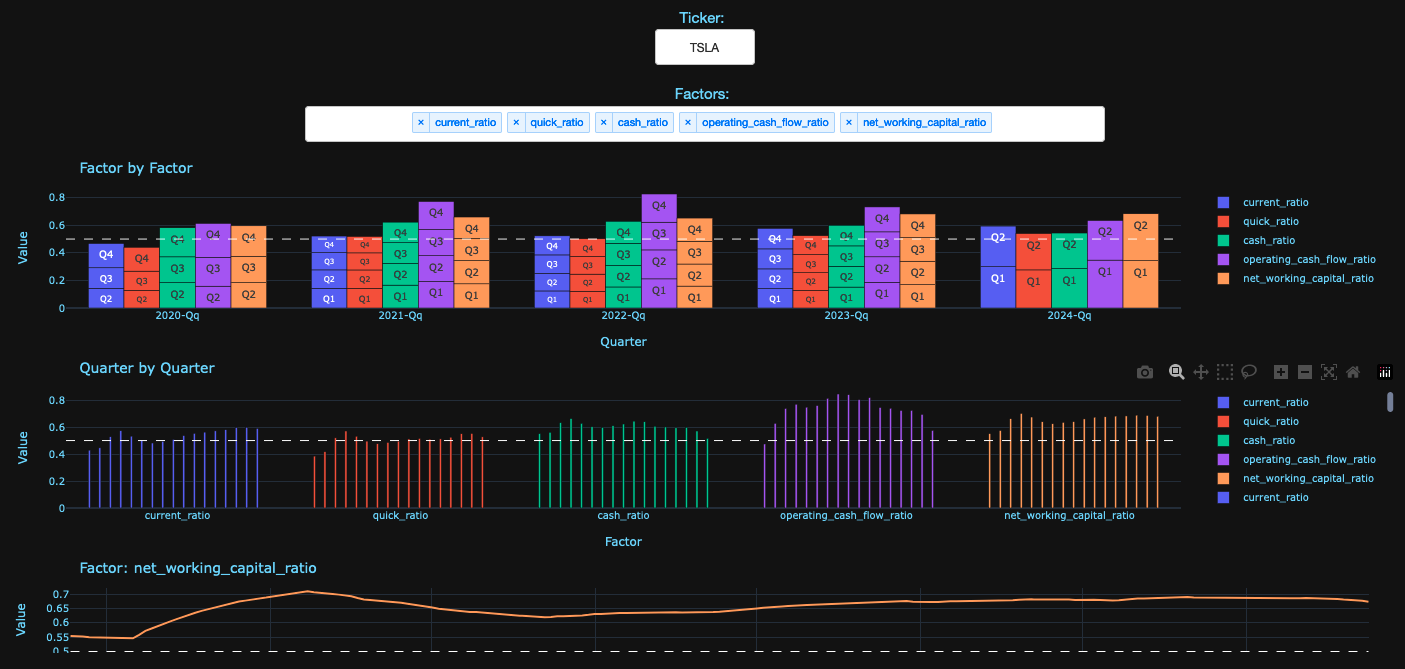 Ticker:
TSLA
Factors:
× current_ratio × quick_ratio × cash_ratio × operating_cash_flow_ratio × net_working_capital_ratio
Factor by Factor
Value
0.8
0.6
0.4
0.2
0
Q4 Q4 Q4 Q4 Q4
Q3 Q3 Q3 Q3 Q3
Q2 Q2 Q2 Q2 Q2
Q4 Q4 Q4 Q4 Q4
Q3 Q3 Q3 Q3 Q3
Q2 Q2 Q2 Q2 Q2
Q1 Q1 Q1 Q1 Q1
Q4 Q4 Q4 Q4 Q4
Q3 Q3 Q3 Q3 Q3
Q2 Q2 Q2 Q2 Q2
Q1 Q1 Q1 Q1 Q1
Q4 Q4 Q4 Q4 Q4
Q3 Q3 Q3 Q3 Q3
Q2 Q2 Q2 Q2 Q2
Q1 Q1 Q1 Q1 Q1
Q2 Q2 Q2 Q2 Q2
Q1 Q1 Q1 Q1 Q1
2020-Qq 2021-Qq 2022-Qq 2023-Qq 2024-Qq
Quarter
current_ratio
quick_ratio
cash_ratio
operating_cash_flow_ratio
net_working_capital_ratio
Quarter by Quarter
Value
0.8
0.6
0.4
0.2
0
current_ratio quick_ratio cash_ratio operating_cash_flow_ratio net_working_capital_ratio
Factor
current_ratio
quick_ratio
cash_ratio
operating_cash_flow_ratio
net_working_capital_ratio
current_ratio
Factor: net_working_capital_ratio
Value
0.7
0.65
0.6
0.55
0.5